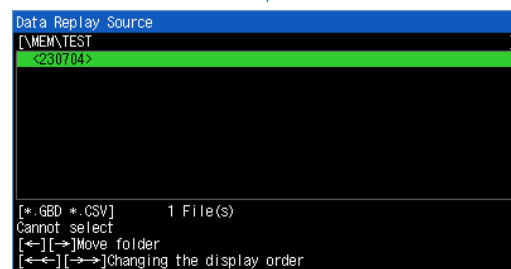 Data Replay Source
[\MEM\TEST ]
<230704>
[*.GBD *.CSV] 1 File(s)
Cannot select
[←][→]Move folder
[←←][→→]Changing the display order